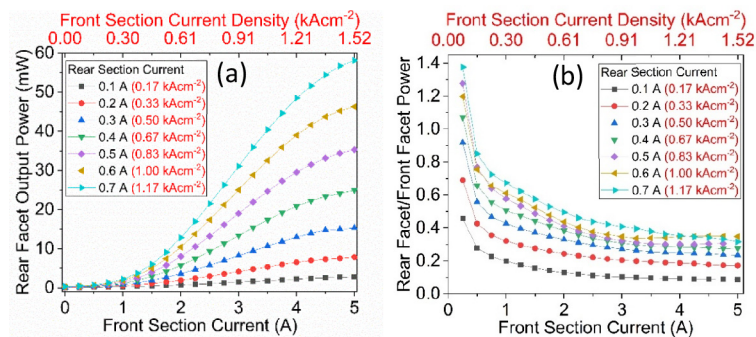 Front Section Current Density (kAcm⁻²)
0.00 0.30 0.61 0.91 1.21 1.52
Rear Facet Output Power (mW)
60
50
40
30
20
10
0
(a)
Rear Section Current
0.1 A (0.17 kAcm⁻²)
0.2 A (0.33 kAcm⁻²)
0.3 A (0.50 kAcm⁻²)
0.4 A (0.67 kAcm⁻²)
0.5 A (0.83 kAcm⁻²)
0.6 A (1.00 kAcm⁻²)
0.7 A (1.17 kAcm⁻²)
0 1 2 3 4 5
Front Section Current (A)
Front Section Current Density (kAcm⁻²)
0.00 0.30 0.61 0.91 1.21 1.52
Rear Facet/Front Facet Power
1.4
1.2
1.0
0.8
0.6
0.4
0.2
0.0
(b)
Rear Section Current
0.1 A (0.17 kAcm⁻²)
0.2 A (0.33 kAcm⁻²)
0.3 A (0.50 kAcm⁻²)
0.4 A (0.67 kAcm⁻²)
0.5 A (0.63 kAcm⁻²)
0.6 A (1.00 kAcm⁻²)
0.7 A (1.17 kAcm⁻²)
0 1 2 3 4 5
Front Section Current (A)